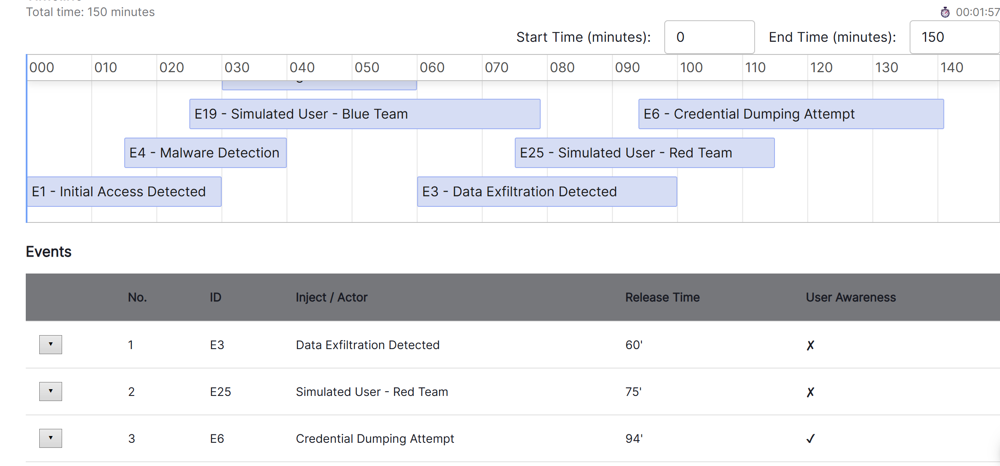 Total time: 150 minutes
00:01:57
Start Time (minutes): 0 End Time (minutes): 150
000 010 020 030 040 050 060 070 080 090 100 110 120 130 140
E19 - Simulated User - Blue Team E6 - Credential Dumping Attempt
E4 - Malware Detection E25 - Simulated User - Red Team
E1 - Initial Access Detected E3 - Data Exfiltration Detected
Events
No. ID Inject / Actor Release Time User Awareness
1 E3 Data Exfiltration Detected 60' ✗
2 E25 Simulated User - Red Team 75' ✗
3 E6 Credential Dumping Attempt 94' ✓